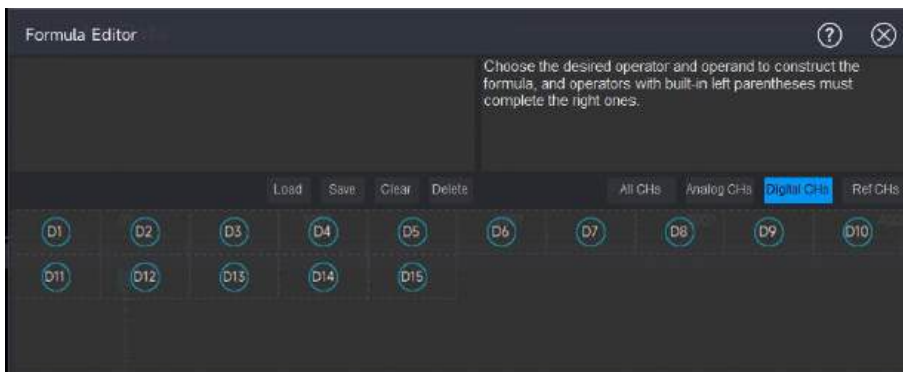 Formula Editor
?
Choose the desired operator and operand to construct the
formula, and operators with built-in left parentheses must
complete the right ones.
Load Save Clear Delete All CHs Analog CHs Digital CHs Ref CHs
D1 D2 D3 D4 D5 D6 D7 D8 D9 D10
D11 D12 D13 D14 D15